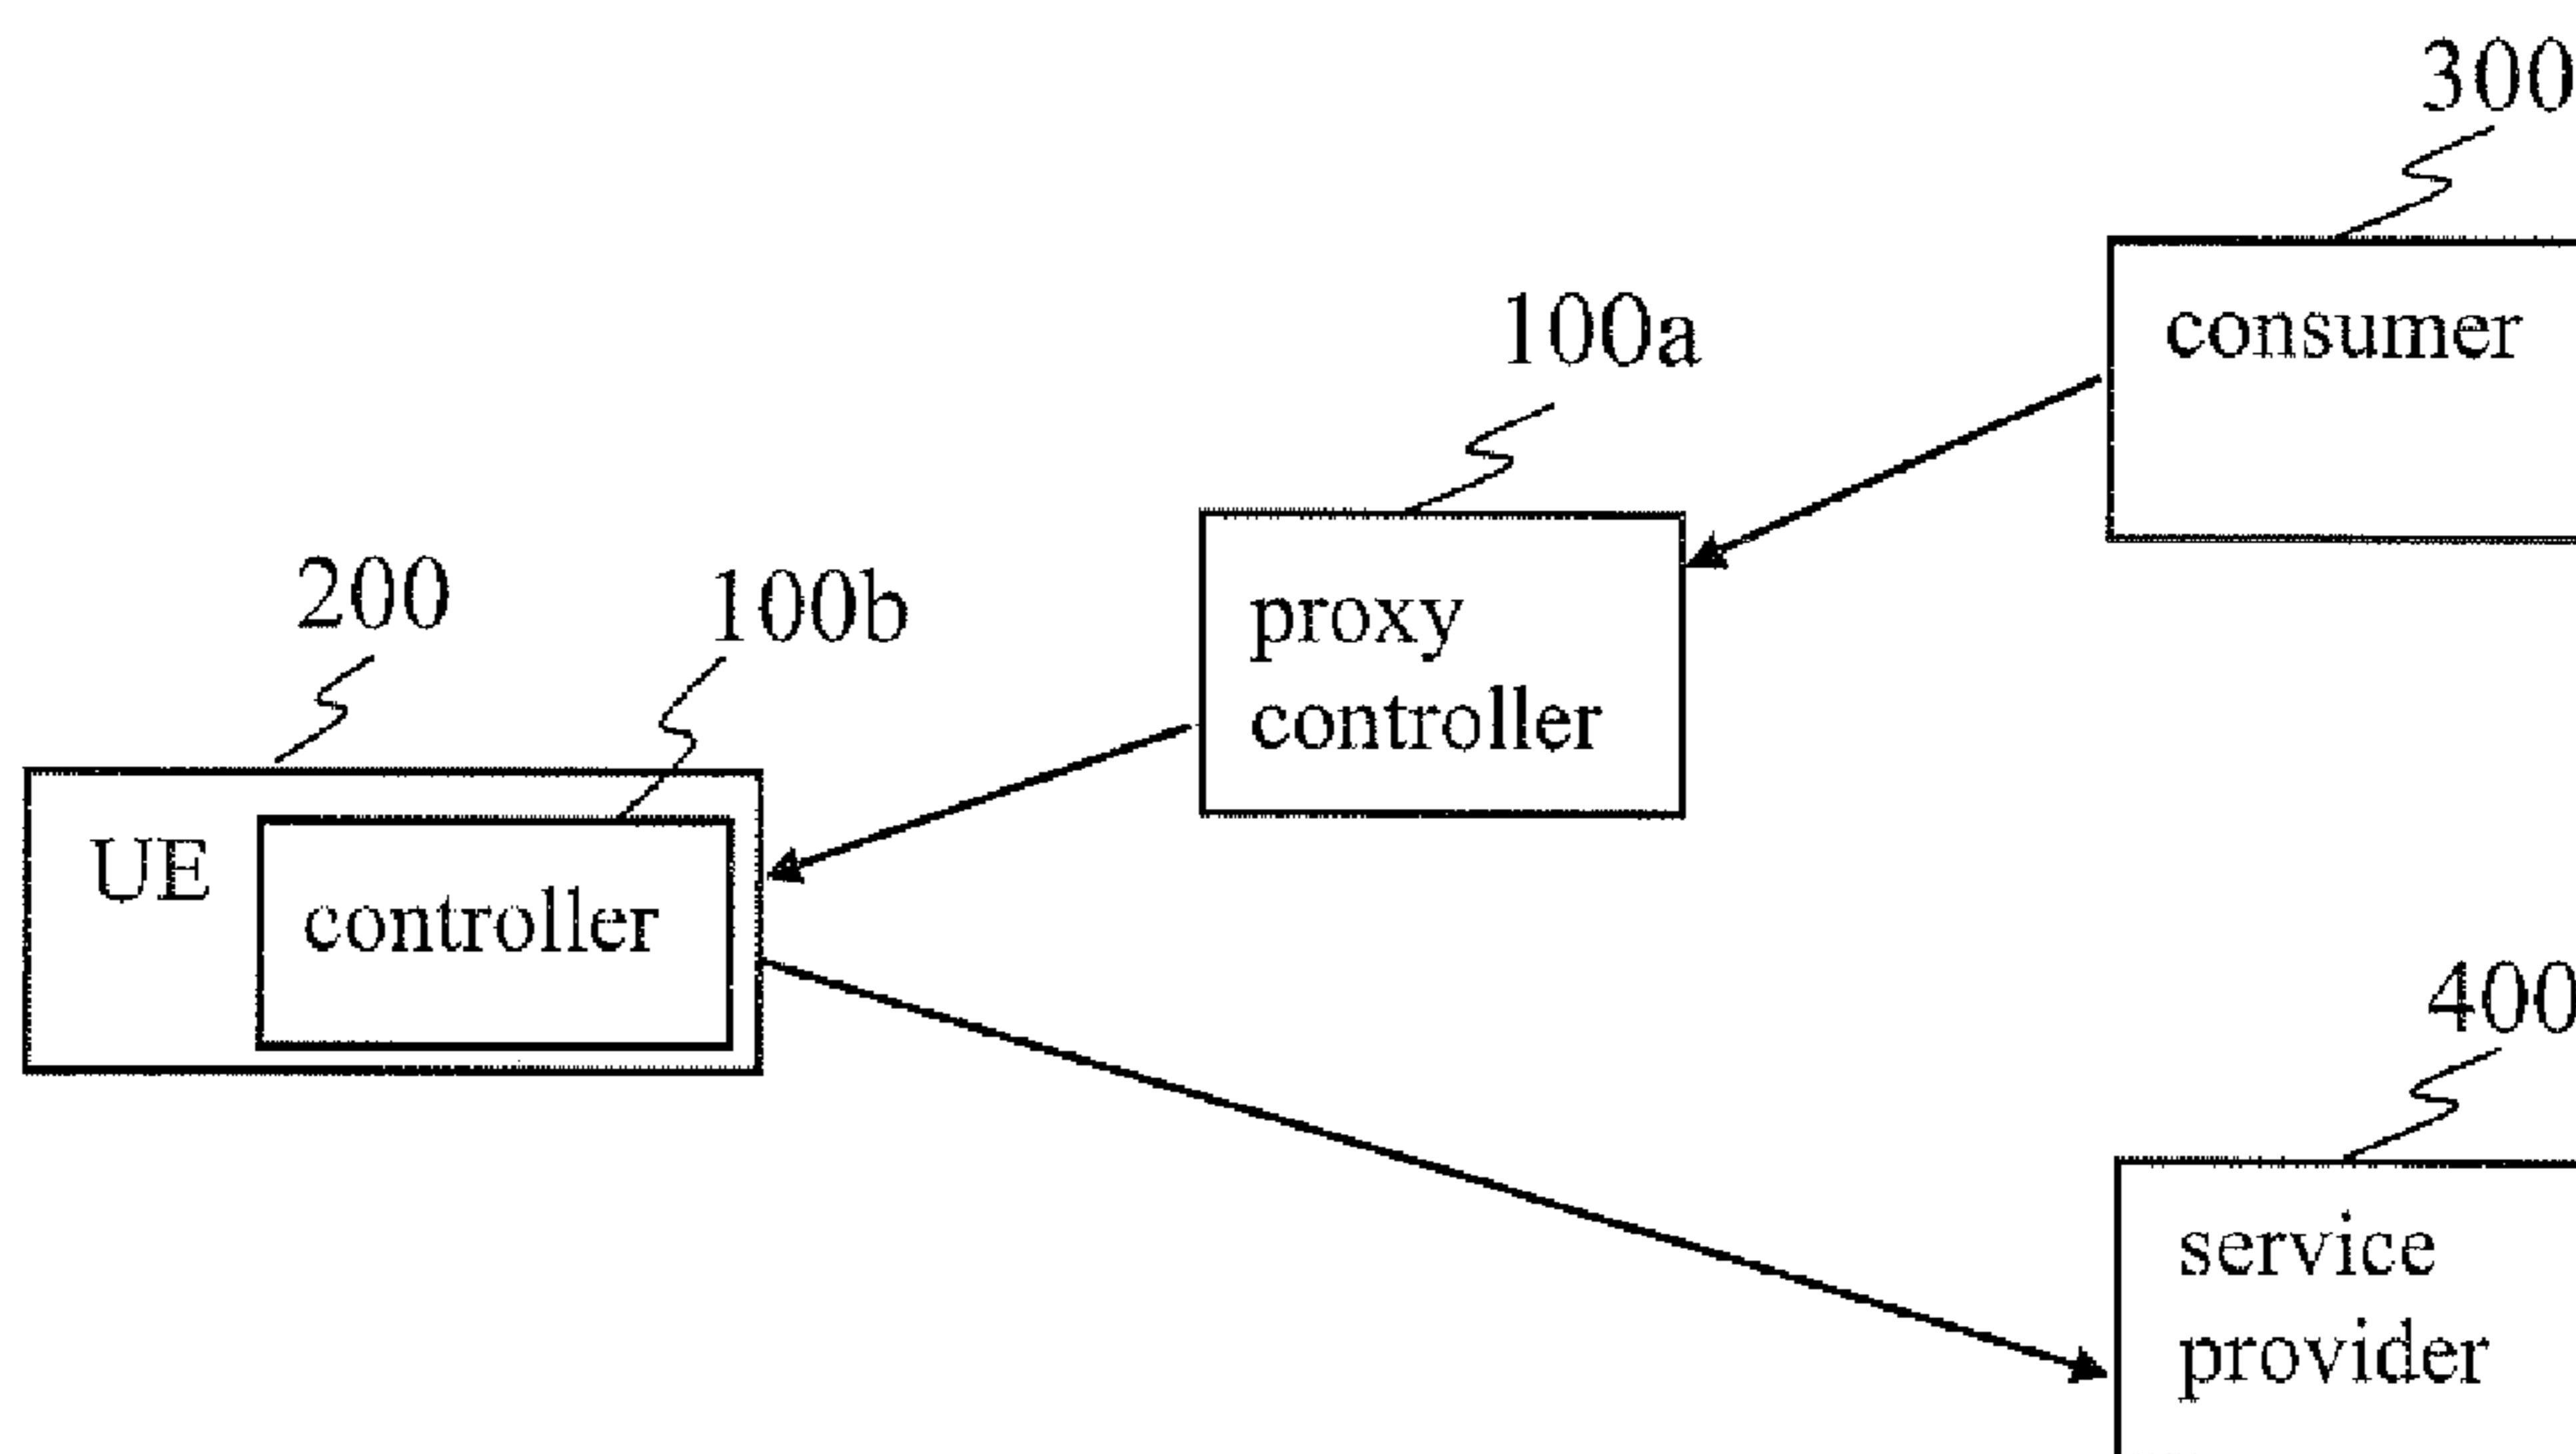 300
consumer
100a
proxy
controller
200
100b
UE
controller
400
service
provider